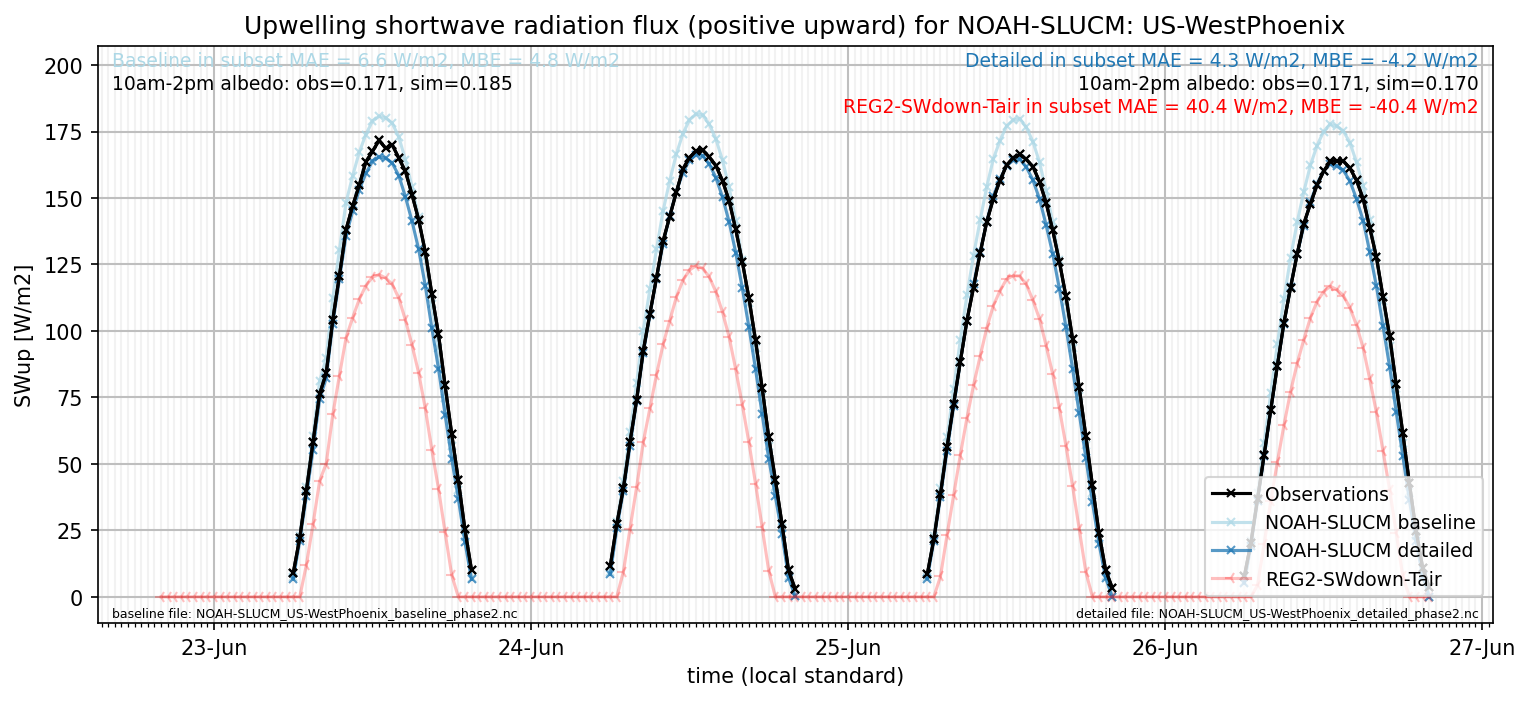 Upwelling shortwave radiation flux (positive upward) for NOAH-SLUCM: US-WestPhoenix
Baseline in subset MAE = 6.6 W/m2, MBE = 4.8 W/m2
10am-2pm albedo: obs=0.171, sim=0.185
Detailed in subset MAE = 4.3 W/m2, MBE = -4.2 W/m2
10am-2pm albedo: obs=0.171, sim=0.170
REG2-SWdown-Tair in subset MAE = 40.4 W/m2, MBE = -40.4 W/m2
SWup [W/m2]
200
175
150
125
100
75
50
25
0
Observations
NOAH-SLUCM baseline
NOAH-SLUCM detailed
REG2-SWdown-Tair
baseline file: NOAH-SLUCM_US-WestPhoenix_baseline_phase2.nc
detailed file: NOAH-SLUCM_US-WestPhoenix_detailed_phase2.nc
23-Jun
24-Jun
25-Jun
26-Jun
27-Jun
time (local standard)